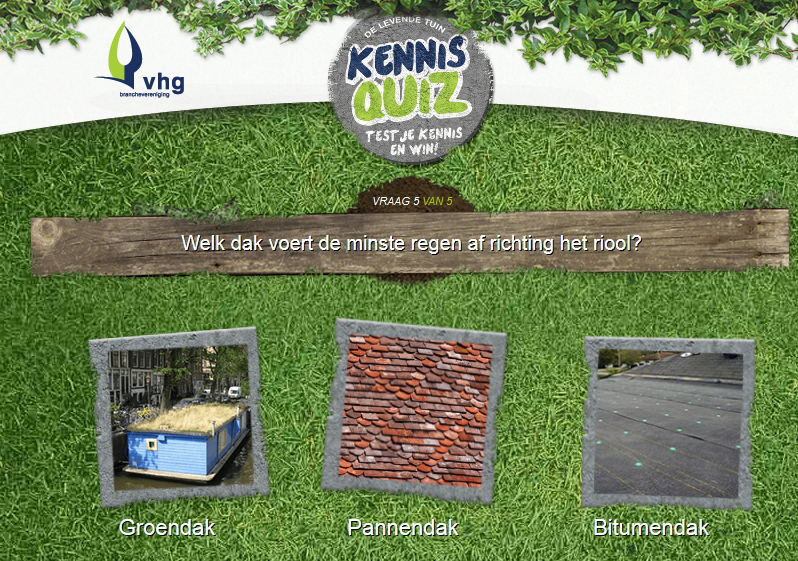 vhg
branchevereniging
DE LEVENDE TUIN
KENNIS
QUIZ
TEST JE KENNIS
EN WIN!
VRAAG 5 VAN 5
Welk dak voert de minste regen af richting het riool?
Groendak
Pannendak
Bitumendak